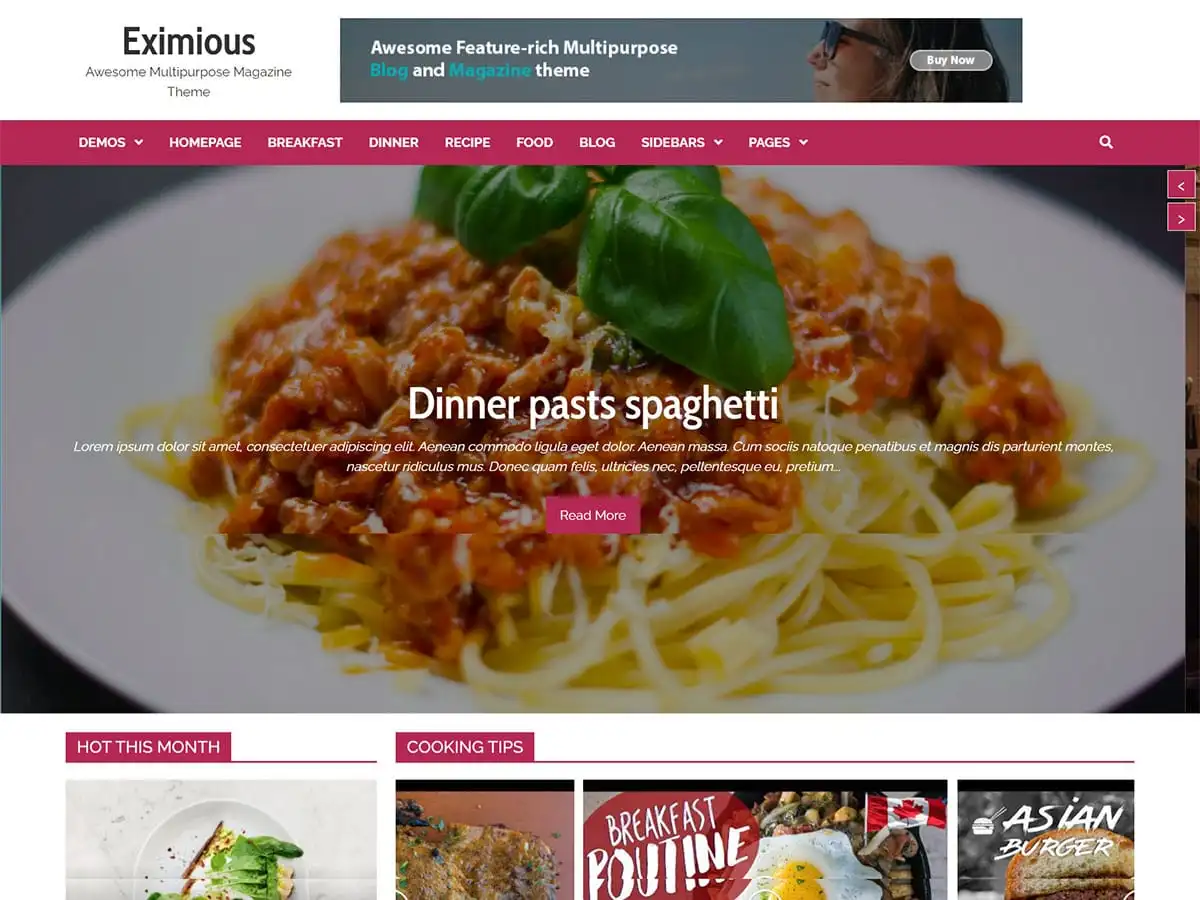 Eximious
Awesome Multipurpose Magazine
Theme
Awesome Feature-rich Multipurpose
Blog and Magazine theme
Buy Now
DEMOS
HOMEPAGE
BREAKFAST
DINNER
RECIPE
FOOD
BLOG
SIDEBARS
PAGES
<
>
Dinner pasts spaghetti
Lorem ipsum dolor sit amet, consectetuer adipiscing elit. Aenean commodo ligula eget dolor. Aenean massa. Cum sociis natoque penatibus et magnis dis parturient montes,
nascetur ridiculus mus. Donec quam felis, ultricies nec, pellentesque eu, pretium...
Read More
HOT THIS MONTH
COOKING TIPS
BREAKFAST
POUTINE
ASIAN
BURGER